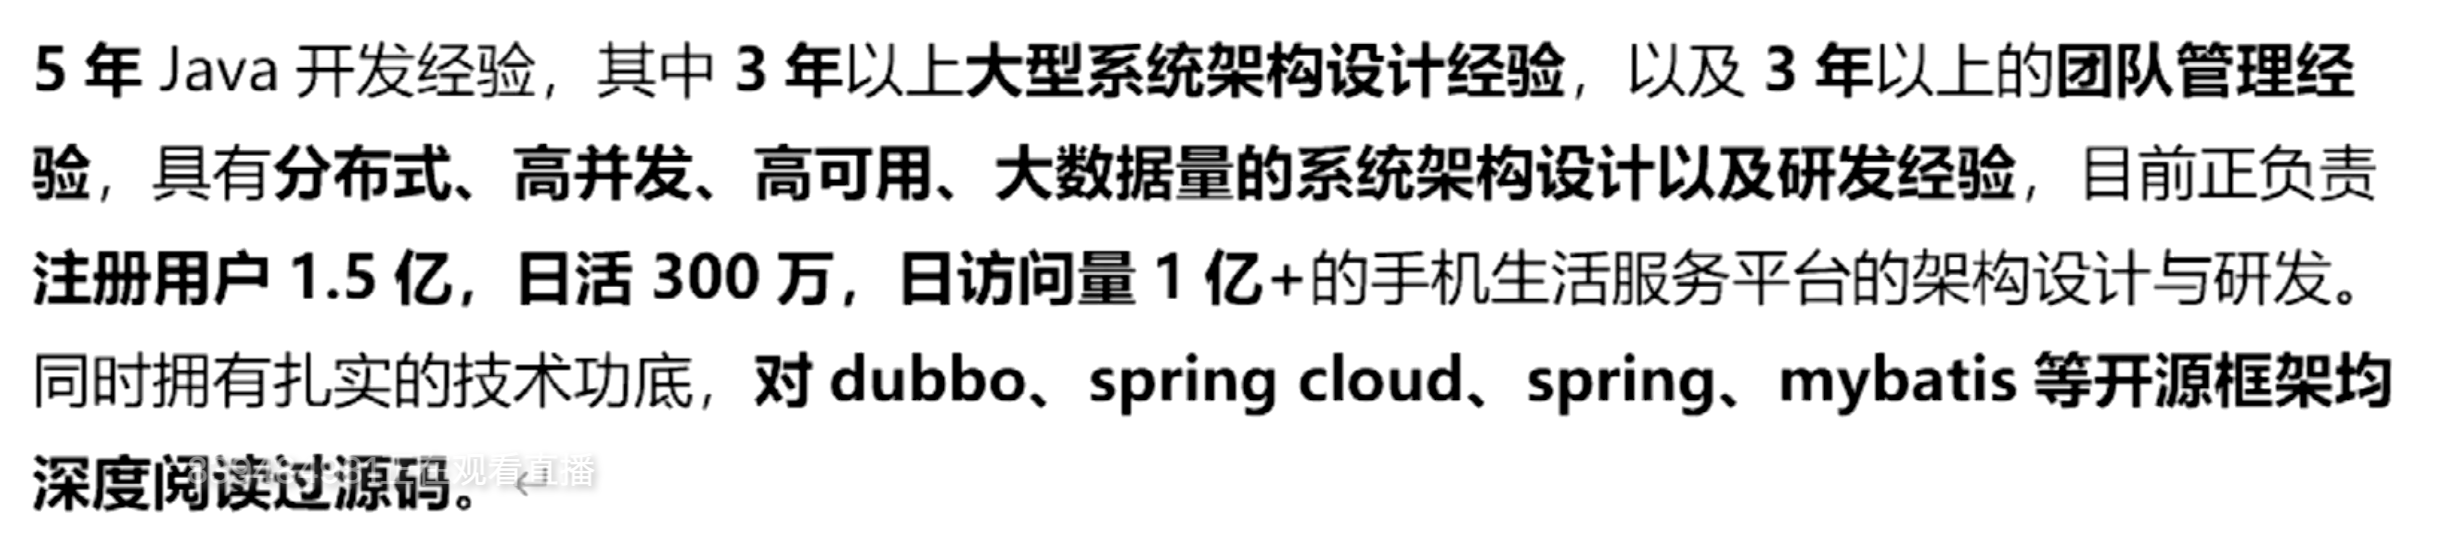 5 年 Java 开发经验，其中 3 年以上大型系统架构设计经验，以及 3 年以上的团队管理经
验，具有分布式、高并发、高可用、大数据量的系统架构设计以及研发经验，目前正负责
注册用户 1.5 亿，日活 300 万，日访问量 1 亿+的手机生活服务平台的架构设计与研发。
同时拥有扎实的技术功底，对 dubbo、spring cloud、spring、mybatis 等开源框架均
深度阅读过源码。
正在观看直播